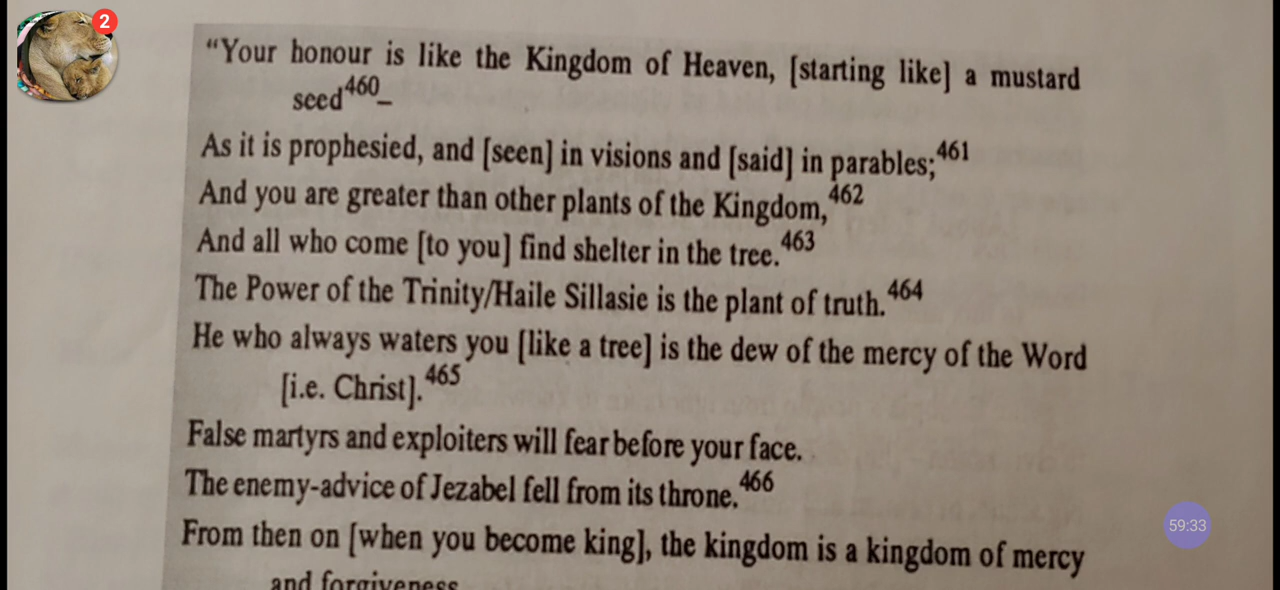 2
“Your honour is like the Kingdom of Heaven, [starting like] a mustard
seed460_
As it is prophesied, and [seen] in visions and [said] in parables;461
And you are greater than other plants of the Kingdom,462
And all who come [to you] find shelter in the tree.463
The Power of the Trinity/Haile Sillasie is the plant of truth.464
He who always waters you [like a tree] is the dew of the mercy of the Word
[i.e. Christ].465
False martyrs and exploiters will fear before your face.
The enemy-advice of Jezabel fell from its throne.466
59:33
From then on [when you become king], the kingdom is a kingdom of mercy
and forgiveness